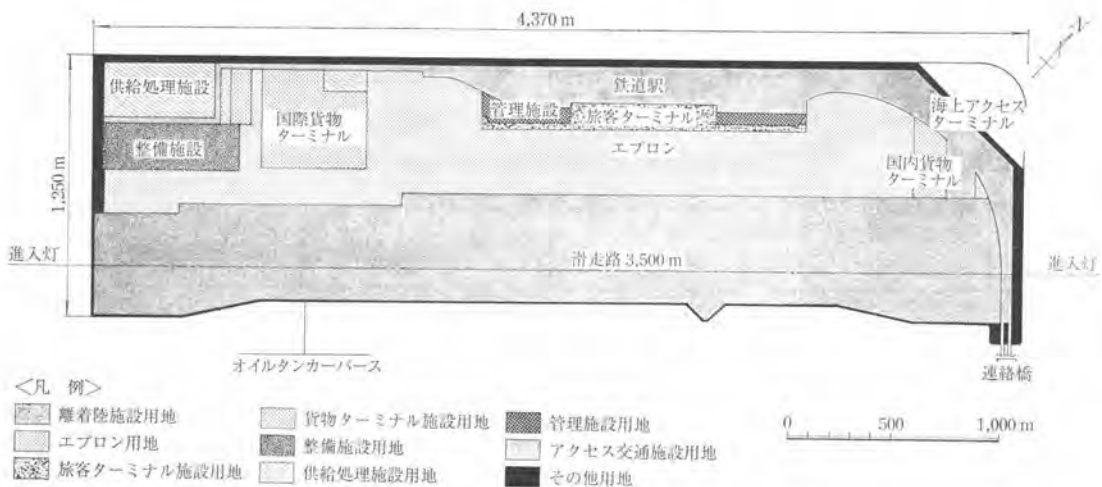 4,370 m
1,250 m
供給処理施設
整備施設
国際貨物
ターミナル
鉄道駅
管理施設
旅客ターミナル
エプロン
海上アクセス
ターミナル
国内貨物
ターミナル
進入灯
滑走路 3,500 m
進入灯
オイルタンカーバース
連絡橋
<凡 例>
離着陸施設用地
エプロン用地
旅客ターミナル施設用地
貨物ターミナル施設用地
整備施設用地
供給処理施設用地
管理施設用地
アクセス交通施設用地
その他用地
0 500 1,000 m